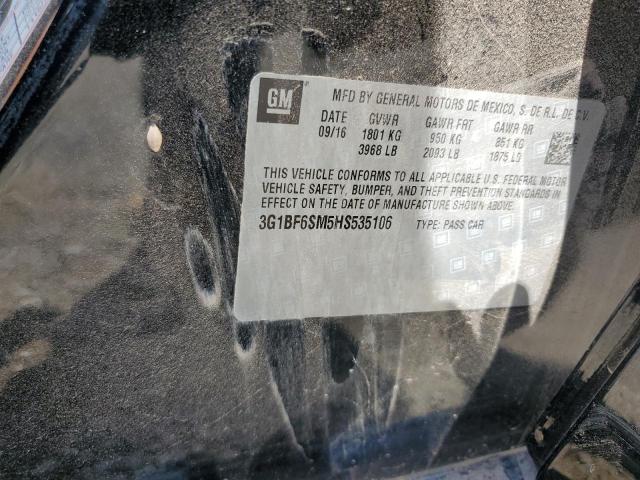 GM
MFD BY GENERAL MOTORS DE MEXICO, S. DE R.L. DE C.V.
DATE GVWR GAWR FRT GAWR RR
09/16 1801 KG 950 KG 851 KG
3968 LB 2093 LB 1875 LB
THIS VEHICLE CONFORMS TO ALL APPLICABLE U.S. FEDERAL MOTOR
VEHICLE SAFETY, BUMPER, AND THEFT PREVENTION STANDARDS IN
EFFECT ON THE DATE OF MANUFACTURE SHOWN ABOVE.
3G1BF6SM5HS535106 TYPE: PASS CAR